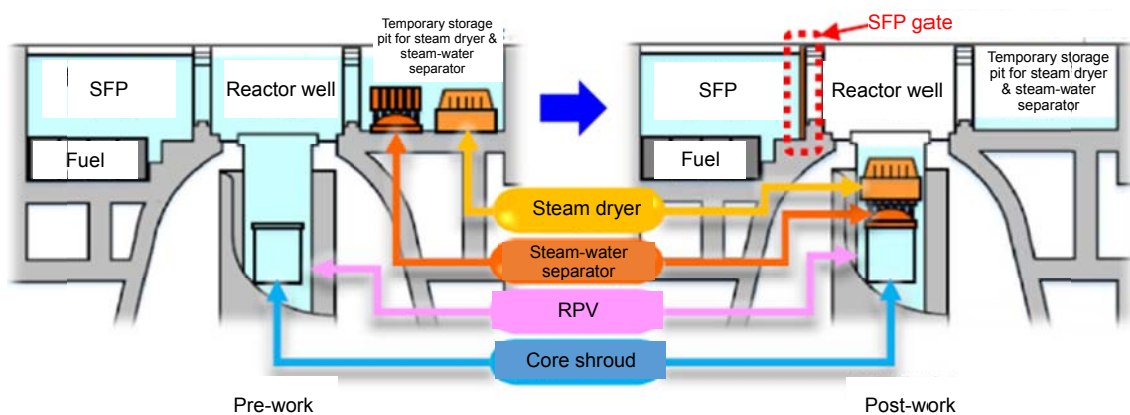 Temporary storage
pit for steam dryer &
steam-water
separator
SFP
Reactor well
Fuel
SFP gate
SFP
Reactor well
Temporary storage
pit for steam dryer
& steam-water
separator
Fuel
Steam dryer
Steam-water
separator
RPV
Core shroud
Pre-work
Post-work